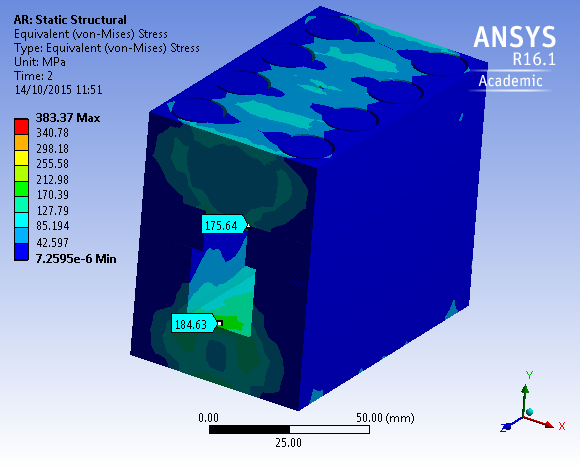 AR: Static Structural
Equivalent (von-Mises) Stress
Type: Equivalent (von-Mises) Stress
Unit: MPa
Time: 2
14/10/2015 11:51
383.37 Max
340.78
298.18
255.58
212.98
170.39
127.79
85.194
42.597
7.2595e-6 Min
ANSYS
R16.1
Academic
175.64
184.63
0.00
50.00 (mm)
25.00
Y
Z
X